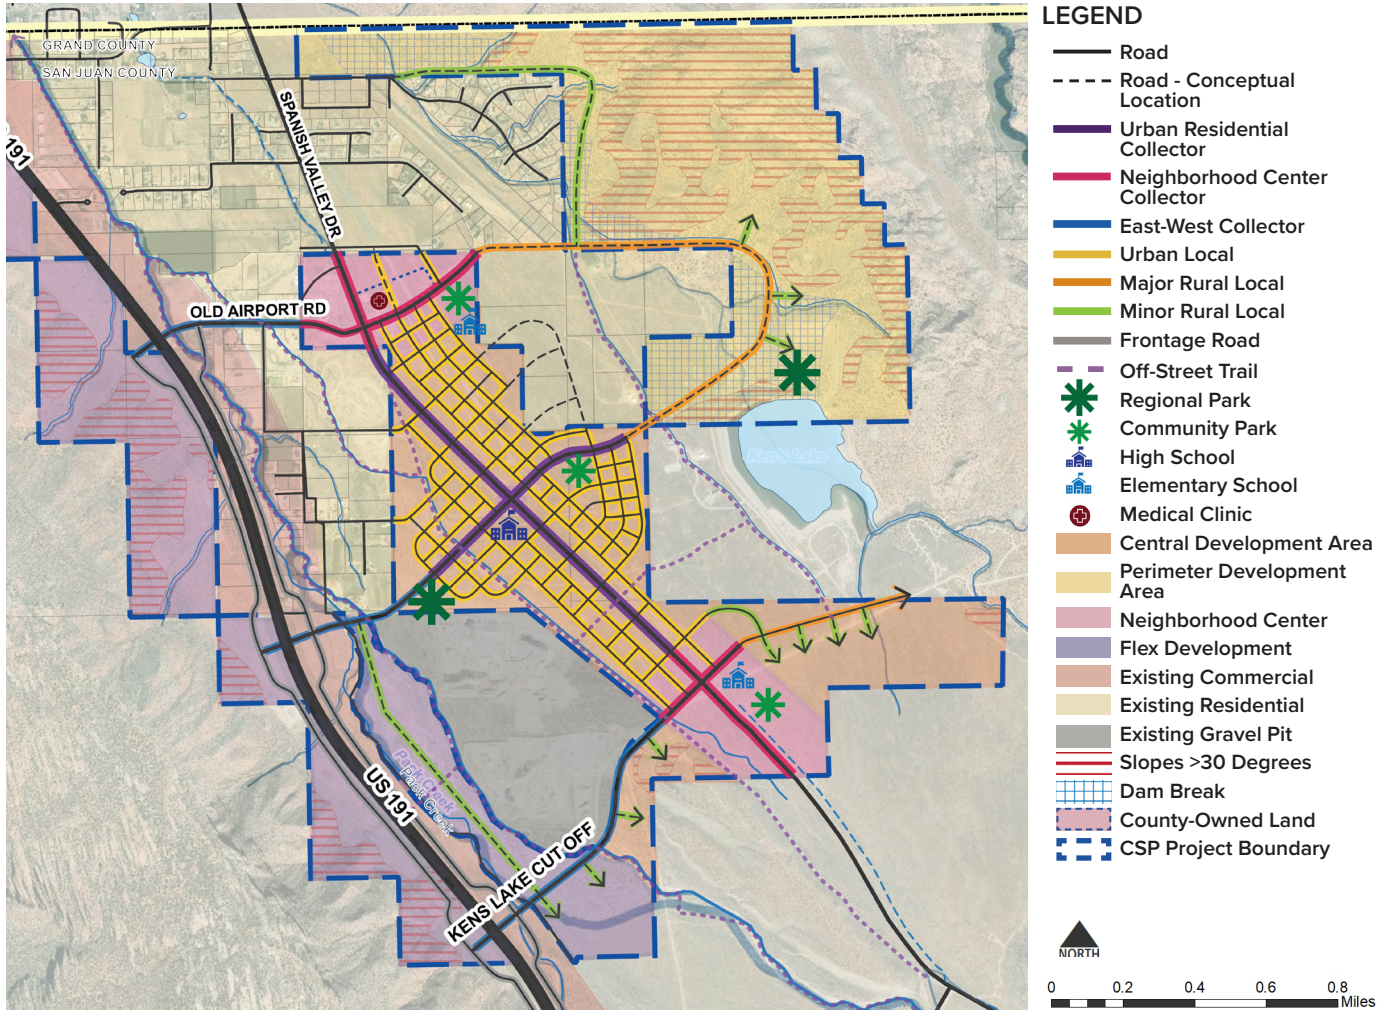 GRAND COUNTY
SAN JUAN COUNTY
191
SPANISH VALLEY DR
OLD AIRPORT RD
Ken's Lake
US 191
Pack Creek
Pack Creek
KENS LAKE CUT OFF
LEGEND
Road
Road - Conceptual
Location
Urban Residential
Collector
Neighborhood Center
Collector
East-West Collector
Urban Local
Major Rural Local
Minor Rural Local
Frontage Road
Off-Street Trail
Regional Park
Community Park
High School
Elementary School
Medical Clinic
Central Development Area
Perimeter Development
Area
Neighborhood Center
Flex Development
Existing Commercial
Existing Residential
Existing Gravel Pit
Slopes >30 Degrees
Dam Break
County-Owned Land
CSP Project Boundary
NORTH
0 0.2 0.4 0.6 0.8
Miles